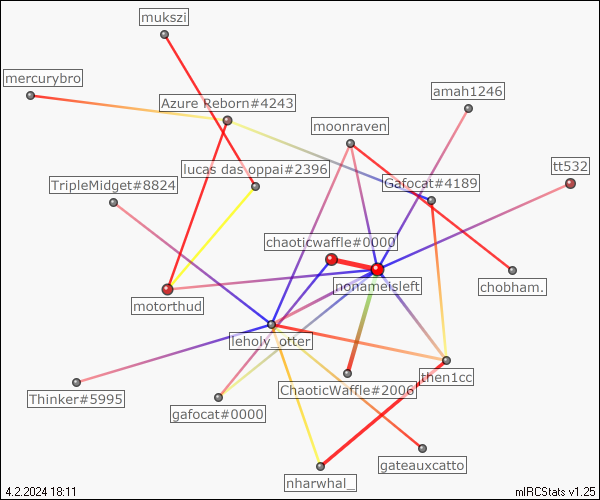 mukszi
mercurybro
Azure Reborn#4243
amah1246
moonraven
tt532
lucas das oppai#2396
TripleMidget#8824
Gafocat#4189
chaoticwaffle#0000
nonameisleft
chobham.
motorthud
leholy_otter
then1cc
ChaoticWaffle#2006
Thinker#5995
gafocat#0000
gateauxcatto
nharwhal_
4.2.2024 18:11
mIRCStats v1.25